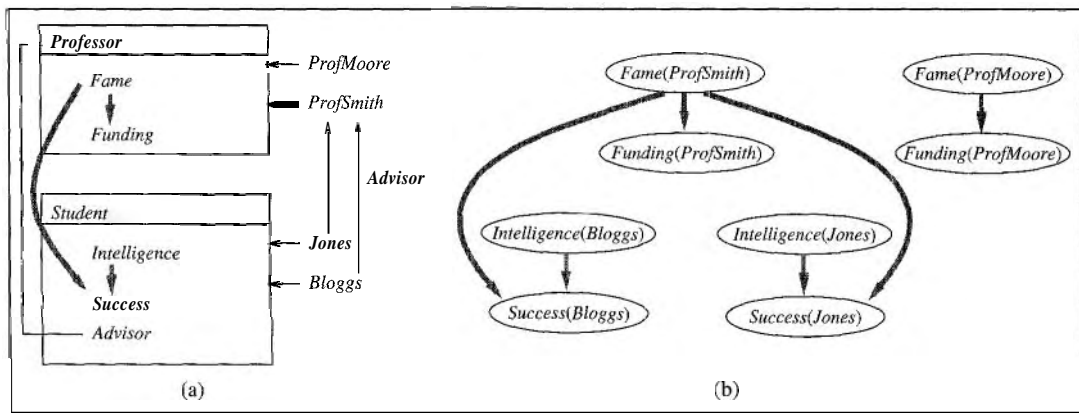 Professor
ProfMoore
Fame
ProfSmith
Funding
Advisor
Student
Jones
Intelligence
Bloggs
Success
Advisor
(a)
Fame(ProfSmith)
Fame(ProfMoore)
Funding(ProfSmith)
Funding(ProfMoore)
Intelligence(Bloggs)
Intelligence(Jones)
Success(Bloggs)
Success(Jones)
(b)